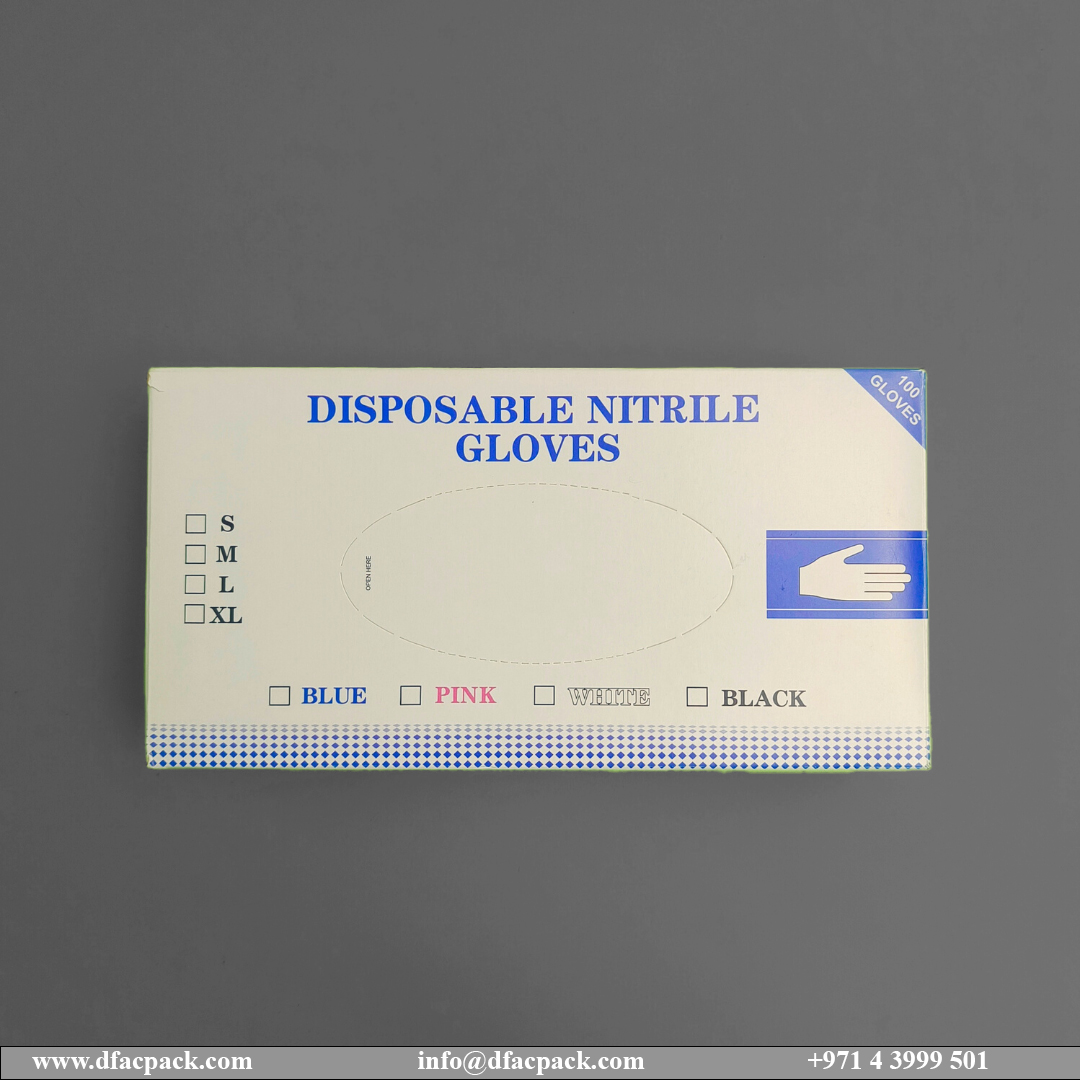 DISPOSABLE NITRILE
GLOVES
100
GLOVES
S
M
L
XL
OPEN HERE
BLUE PINK WHITE BLACK
www.dfacpack.com info@dfacpack.com +971 4 3999 501